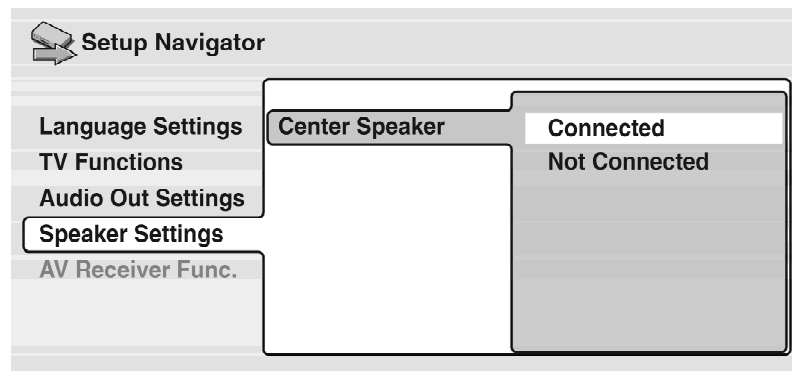 Setup Navigator
Language Settings
TV Functions
Audio Out Settings
Speaker Settings
AV Receiver Func.
Center Speaker
Connected
Not Connected